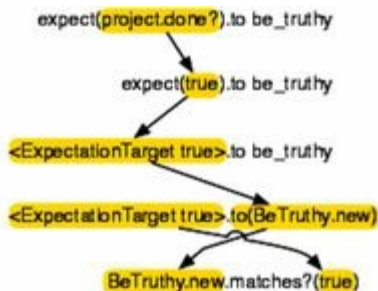 expect(project.done?).to be_truthy
expect(true).to be_truthy
<ExpectationTarget true>.to be_truthy
<ExpectationTarget true>.to(BeTruthy.new)
BeTruthy.new.matches?(true)